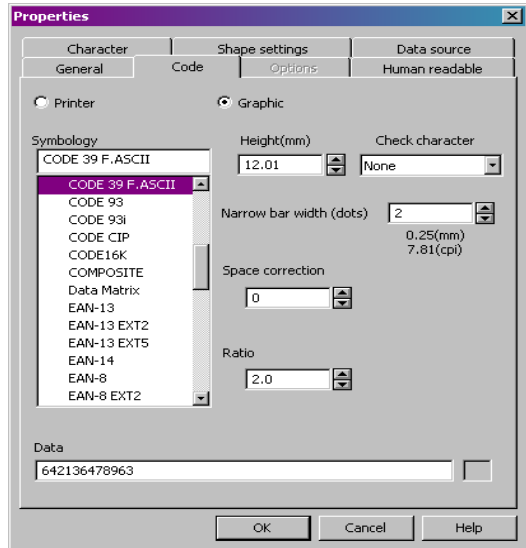 Properties
Character Shape settings Data source
General Code Options Human readable
Printer Graphic
Symbology
CODE 39 F.ASCII
CODE 39 F.ASCII
CODE 93
CODE 93i
CODE CIP
CODE16K
COMPOSITE
Data Matrix
EAN-13
EAN-13 EXT2
EAN-13 EXT5
EAN-14
EAN-8
EAN-8 EXT2
Height(mm) Check character
12.01 None
Narrow bar width (dots) 2
0.25(mm)
7.81(cpi)
Space correction
0
Ratio
2.0
Data
642136478963
OK Cancel Help